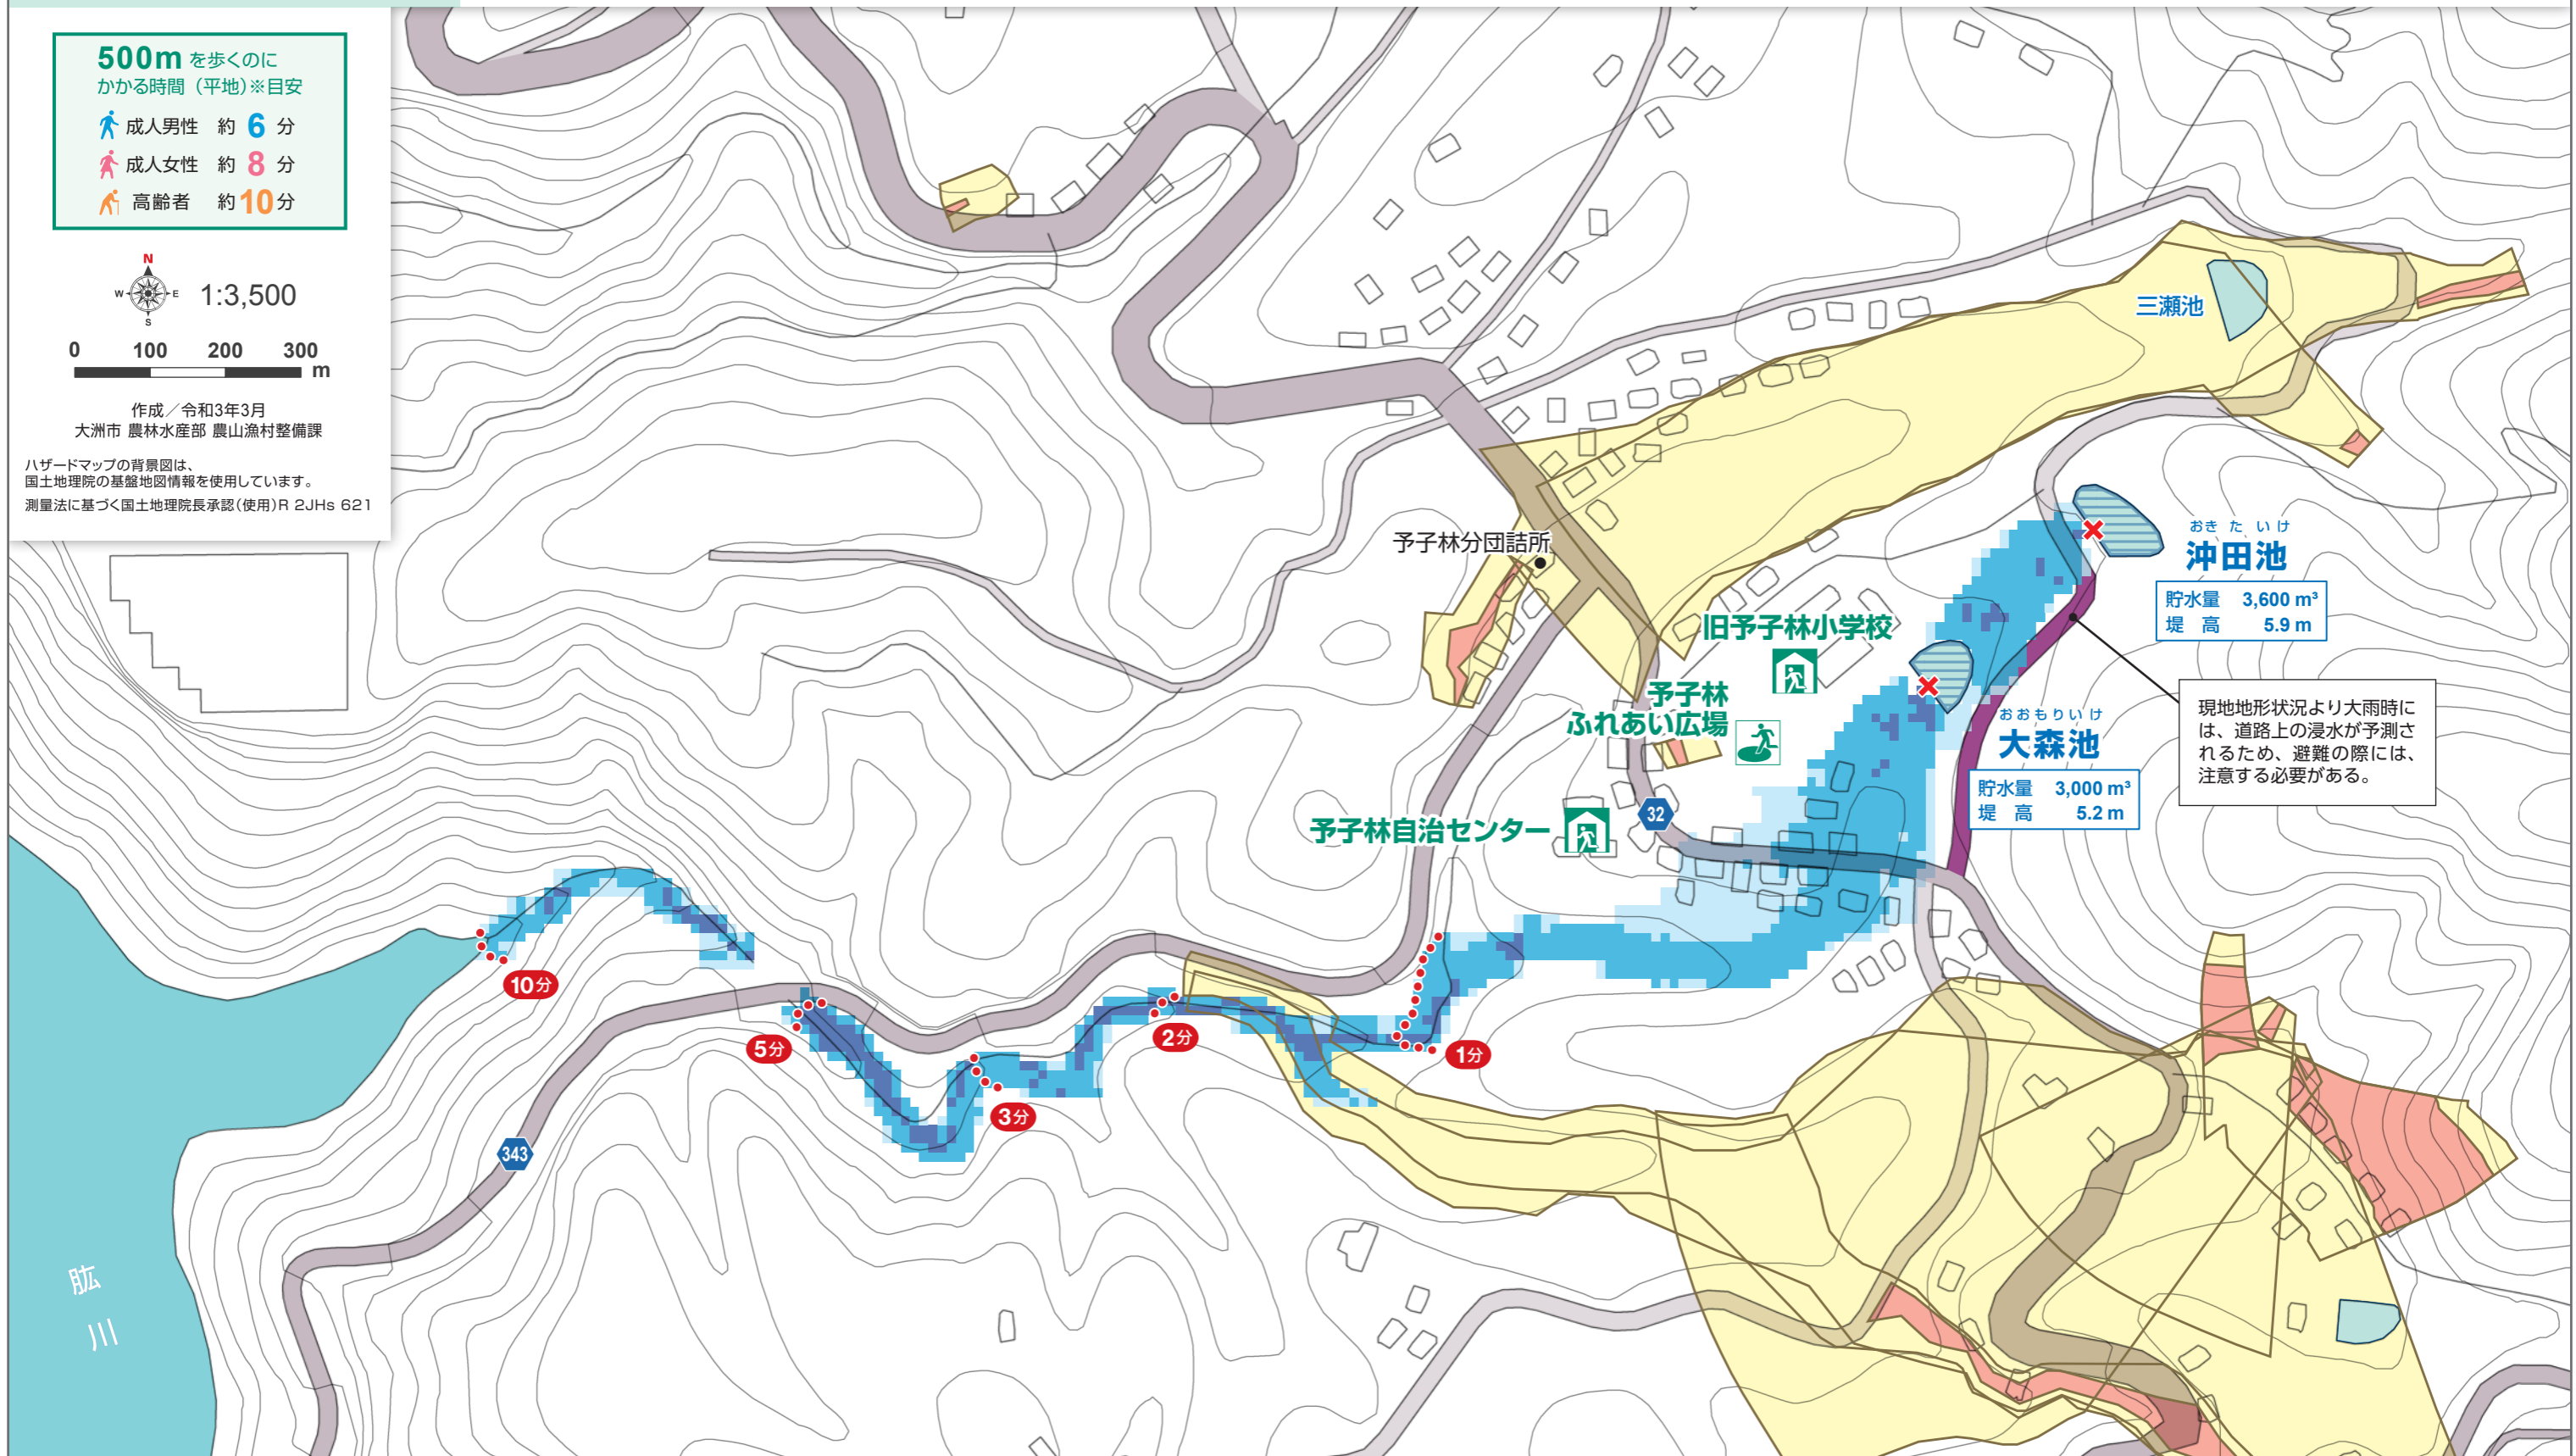 500m を歩くのに
かかる時間（平地）※目安
成人男性 約 6 分
成人女性 約 8 分
高齢者 約 10 分
N
W E
S
1:3,500
0 100 200 300
m
作成／令和3年3月
大洲市 農林水産部 農山漁村整備課
ハザードマップの背景図は、
国土地理院の基盤地図情報を使用しています。
測量法に基づく国土地理院長承認（使用）R 2JHs 621
三瀬池
予子林分団詰所
おきたいけ
沖田池
貯水量 3,600 m³
堤 高 5.9 m
旧予子林小学校
予子林
ふれあい広場
おおもりいけ
大森池
貯水量 3,000 m³
堤 高 5.2 m
現地地形状況より大雨時に
は、道路上の浸水が予測さ
れるため、避難の際には、
注意する必要がある。
32
予子林自治センター
10分
5分
3分
2分
1分
343
肱
川